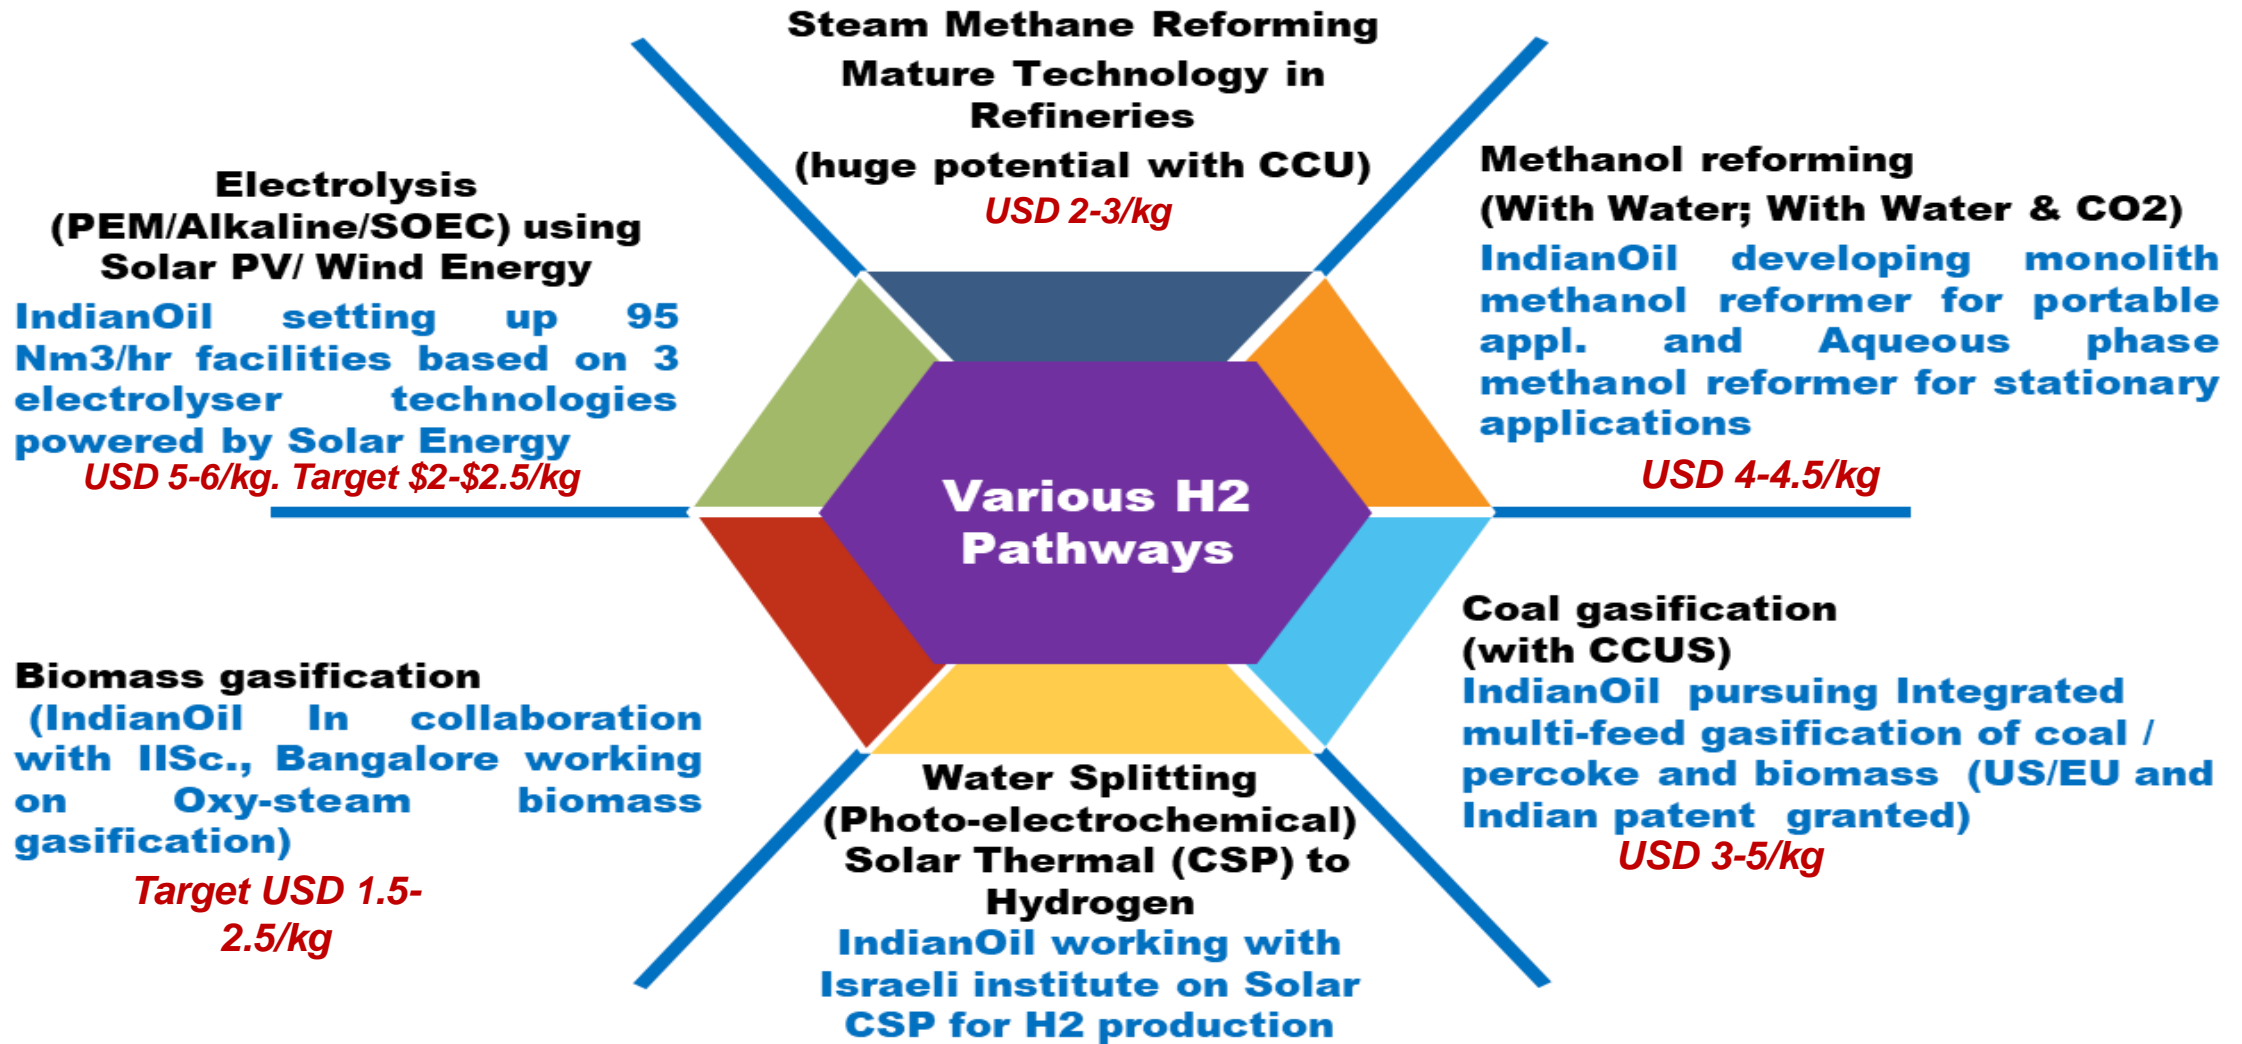 Steam Methane Reforming
Mature Technology in
Refineries
(huge potential with CCU)
USD 2-3/kg
Methanol reforming
(With Water; With Water & CO2)
IndianOil developing monolith
methanol reformer for portable
appl. and Aqueous phase
methanol reformer for stationary
applications
USD 4-4.5/kg
Coal gasification
(with CCUS)
IndianOil pursuing Integrated
multi-feed gasification of coal /
percoke and biomass (US/EU and
Indian patent granted)
USD 3-5/kg
Water Splitting
(Photo-electrochemical)
Solar Thermal (CSP) to
Hydrogen
IndianOil working with
Israeli institute on Solar
CSP for H2 production
Biomass gasification
(IndianOil In collaboration
with IISc., Bangalore working
on Oxy-steam biomass
gasification)
Target USD 1.5-
2.5/kg
Electrolysis
(PEM/Alkaline/SOEC) using
Solar PV/ Wind Energy
IndianOil setting up 95
Nm3/hr facilities based on 3
electrolyser technologies
powered by Solar Energy
USD 5-6/kg. Target $2-$2.5/kg
Various H2
Pathways